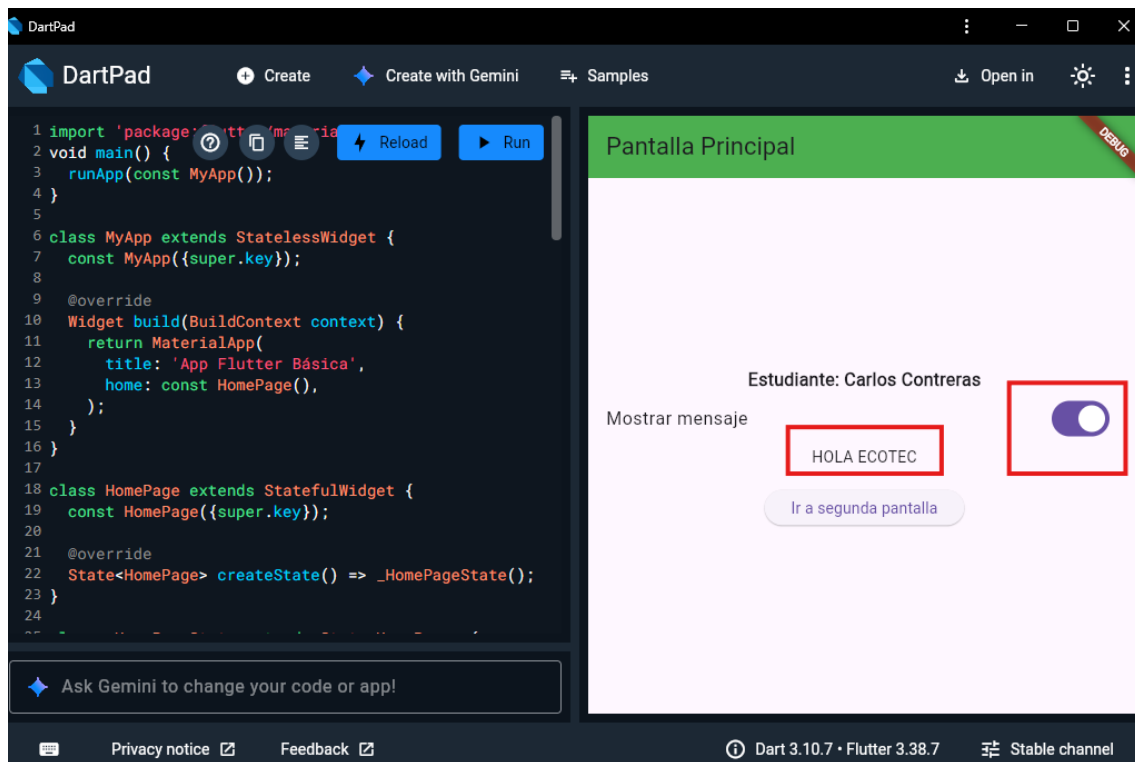 DartPad
DartPad
Create
Create with Gemini
Samples
Open in
1 import 'package:
Reload
Run
2 void main() {
3 runApp(const MyApp());
4 }
5
6 class MyApp extends StatelessWidget {
7 const MyApp({super.key});
8
9 @override
10 Widget build(BuildContext context) {
11 return MaterialApp(
12 title: 'App Flutter Básica',
13 home: const HomePage(),
14 );
15 }
16 }
17
18 class HomePage extends StatefulWidget {
19 const HomePage({super.key});
20
21 @override
22 State<HomePage> createState() => _HomePageState();
23 }
24
Ask Gemini to change your code or app!
Pantalla Principal
DEBUG
Estudiante: Carlos Contreras
Mostrar mensaje
HOLA ECOTEC
Ir a segunda pantalla
Privacy notice
Feedback
Dart 3.10.7 • Flutter 3.38.7
Stable channel